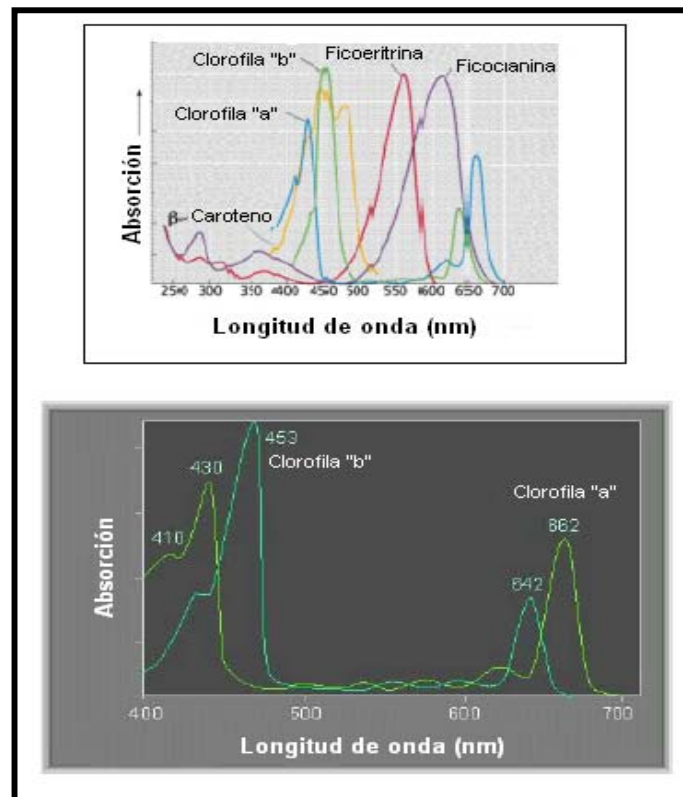 Clorofila "b"
Ficoeritrina
Ficocianina
Clorofila "a"
β- Caroteno
Absorción
250 300 350 400 450 500 550 600 650 700
Longitud de onda (nm)
453
430
Clorofila "b"
Clorofila "a"
410
662
642
Absorción
400 500 600 700
Longitud de onda (nm)